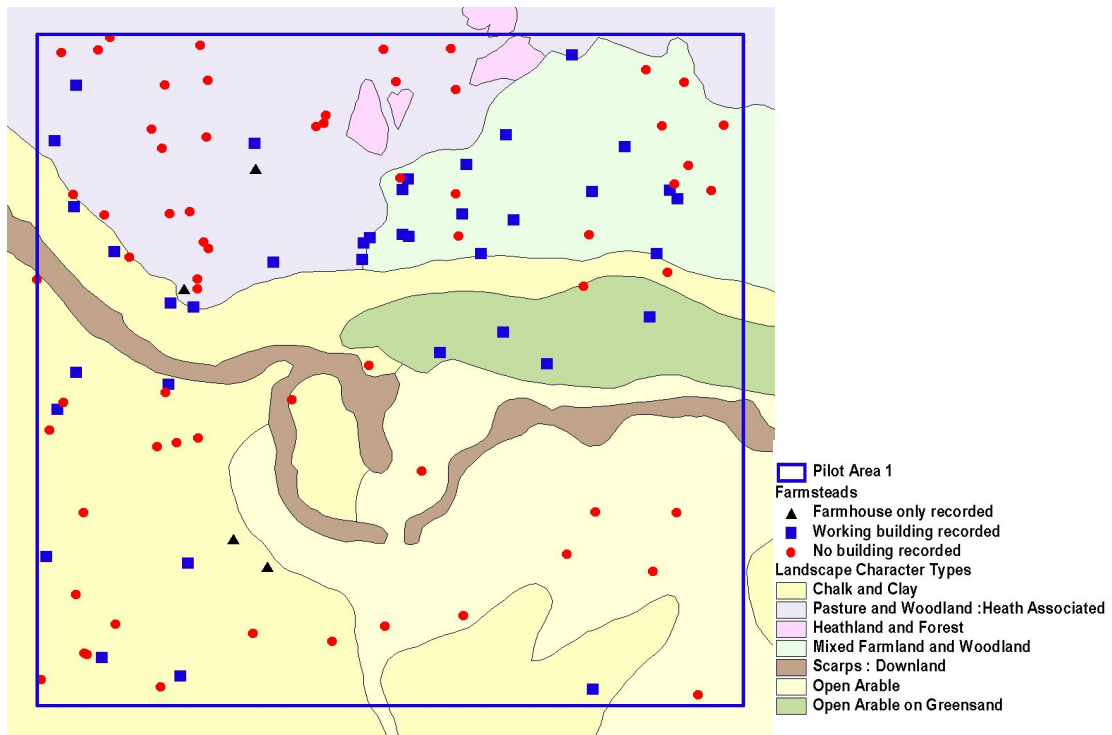 Pilot Area 1
Farmsteads
Farmhouse only recorded
Working building recorded
No building recorded
Landscape Character Types
Chalk and Clay
Pasture and Woodland :Heath Associated
Heathland and Forest
Mixed Farmland and Woodland
Scarps : Downland
Open Arable
Open Arable on Greensand